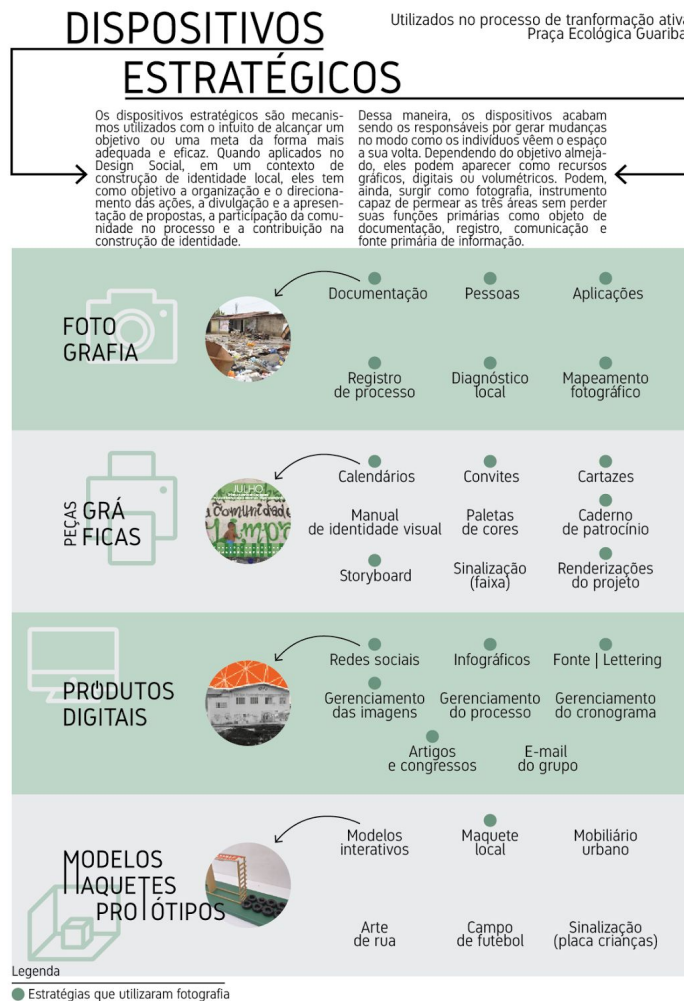 DISPOSITIVOS
ESTRATÉGICOS
Utilizados no processo de tranformação ativa
Praça Ecológica Guariba
Os dispositivos estratégicos são mecanis-
mos utilizados com o intuito de alcançar um
objetivo ou uma meta da forma mais
adequada e eficaz. Quando aplicados no
Design Social, em um contexto de
construção de identidade local, eles tem
como objetivo a organização e o direciona-
mento das ações, a divulgação e a apresen-
tação de propostas, a participação da comu-
nidade no processo e a contribuição na
construção de identidade.
Dessa maneira, os dispositivos acabam
sendo os responsáveis por gerar mudanças
no modo como os indivíduos vêem o espaço
a sua volta. Dependendo do objetivo almeja-
do, eles podem aparecer como recursos
gráficos, digitais ou volumétricos. Podem,
ainda, surgir como fotografia, instrumento
capaz de permear as três áreas sem perder
suas funções primárias como objeto de
documentação, registro, comunicação e
fonte primária de informação.
FOTO
GRAFIA
Documentação
Pessoas
Aplicações
Registro
de processo
Diagnóstico
local
Mapeamento
fotográfico
PEÇAS
GRÁ
FICAS
JULHO
a comunidade
Limpa
Calendários
Convites
Cartazes
Manual
de identidade visual
Paletas
de cores
Caderno
de patrocínio
Storyboard
Sinalização
(faixa)
Renderizações
do projeto
PRODUTOS
DIGITAIS
Redes sociais
Infográficos
Fonte | Lettering
Gerenciamento
das imagens
Gerenciamento
do processo
Gerenciamento
do cronograma
Artigos
e congressos
E-mail
do grupo
MODELOS
MAQUETES
PROTÓTIPOS
Modelos
interativos
Maquete
local
Mobiliário
urbano
Arte
de rua
Campo
de futebol
Sinalização
(placa crianças)
Legenda
Estratégias que utilizaram fotografia